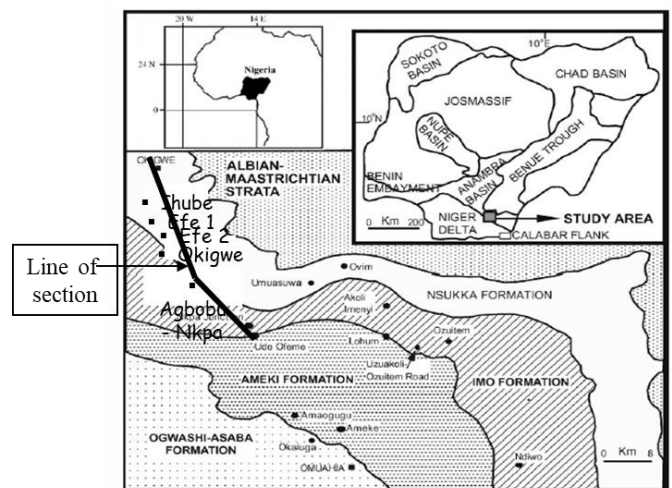 20 W
14 E
24 N
0
Nigeria
10°E
SOKOTO
BASIN
CHAD BASIN
JOSMASSIF
10°N
NUPE
BASIN
BENUE TROUGH
ANAMBRA
BASIN
BENIN
EMBAYMENT
0 Km 200
NIGER
DELTA
STUDY AREA
CALABAR FLANK
ALBIAN-
MAASTRICHTIAN
STRATA
Ihube
Efe 1
Efe 2
Okigwe
Line of
section
Agbobu
- Nkpa
Ovim
Umuasuwa
NSUKKA FORMATION
Akoli
Imenyi
Ozuitem
Lohum
Ude Ofeme
Uzuakoli-
Ozuitem Road
AMEKI FORMATION
IMO FORMATION
Amaogugu
Ameke
OGWASHI-ASABA
FORMATION
Okaiuga
OMUAHIA
Ndiwo
0 Km 8